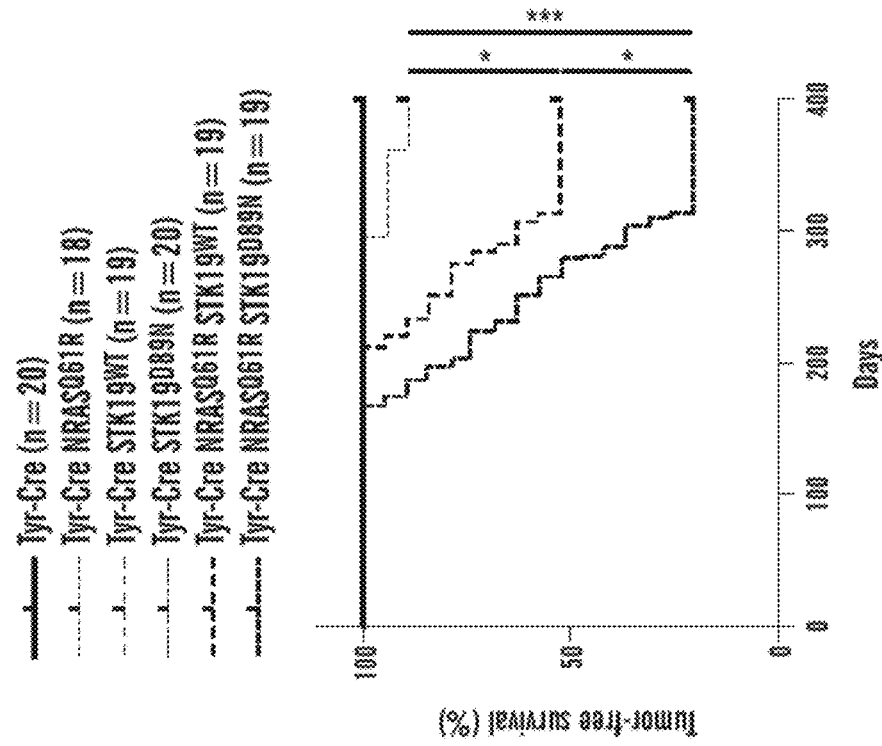 Tyr-Cre (n=20)
Tyr-Cre NRASQ61R (n=18)
Tyr-Cre STK19WT (n=19)
Tyr-Cre STK19D89N (n=20)
Tyr-Cre NRASQ61R STK19WT (n=19)
Tyr-Cre NRASQ61R STK19D89N (n=19)
Tumor-free survival (%)
100
50
0
0 100 200 300 400
Days
* *
***